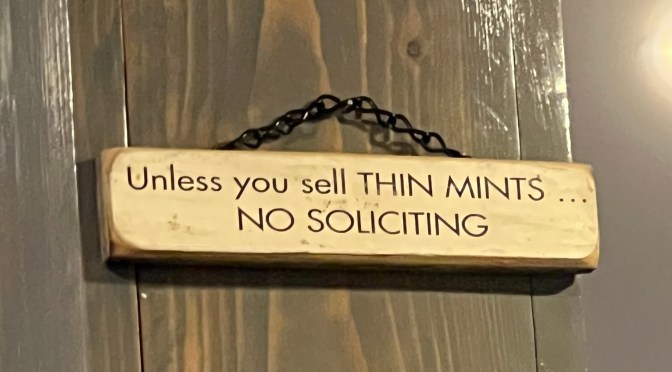 Unless you sell THIN MINTS ...
NO SOLICITING